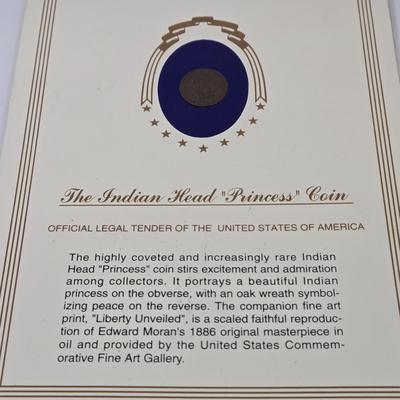 The Indian Head "Princess" Coin
OFFICIAL LEGAL TENDER OF THE UNITED STATES OF AMERICA
The highly coveted and increasingly rare Indian
Head "Princess" coin stirs excitement and admiration
among collectors. It portrays a beautiful Indian
princess on the obverse, with an oak wreath symbol-
izing peace on the reverse. The companion fine art
print, "Liberty Unveiled", is a scaled faithful reproduc-
tion of Edward Moran's 1886 original masterpiece in
oil and provided by the United States Commem-
orative Fine Art Gallery.